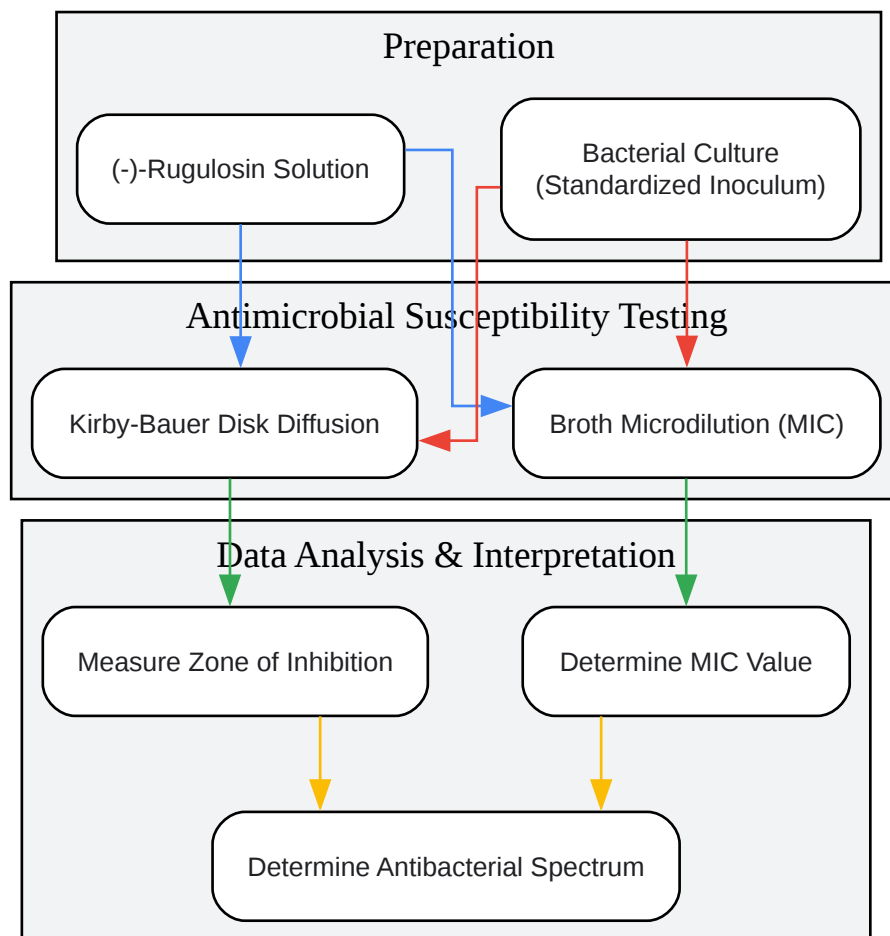 Preparation
(-)-Rugulosin Solution
Bacterial Culture
(Standardized Inoculum)
Antimicrobial Susceptibility Testing
Kirby-Bauer Disk Diffusion
Broth Microdilution (MIC)
Data Analysis & Interpretation
Measure Zone of Inhibition
Determine MIC Value
Determine Antibacterial Spectrum